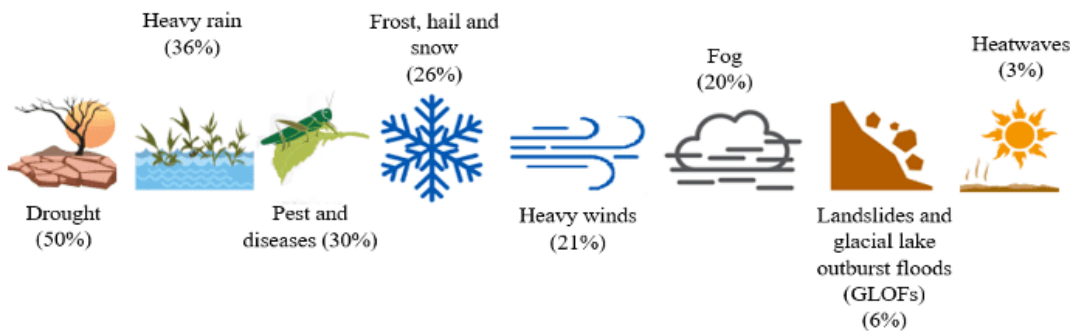 Heavy rain
(36%)
Frost, hail and
snow
(26%)
Fog
(20%)
Heatwaves
(3%)
Drought
(50%)
Pest and
diseases (30%)
Heavy winds
(21%)
Landslides and
glacial lake
outburst floods
(GLOFs)
(6%)